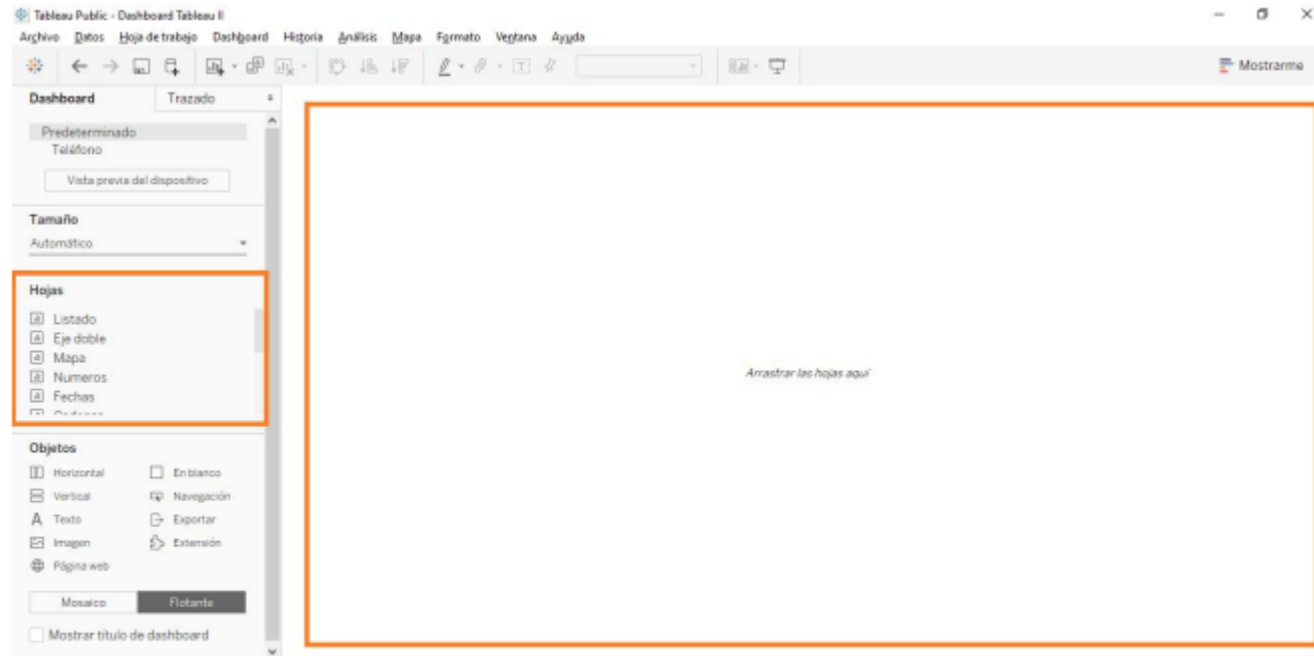 Tableau Public - Dashboard Tableau II
Archivo Datos Hoja de trabajo Dashboard Historia Análisis Mapa Formato Ventana Ayuda
Mostrarme
Dashboard Trazado
Predeterminado
Teléfono
Vista previa del dispositivo
Tamaño
Automático
Hojas
Listado
Eje doble
Mapa
Numeros
Fechas
Arrastrar las hojas aquí
Objetos
Horizontal En blanco
Vertical Navegación
A Texto Exportar
Imagen Extensión
Página web
Mosaico Flotante
Mostrar título de dashboard